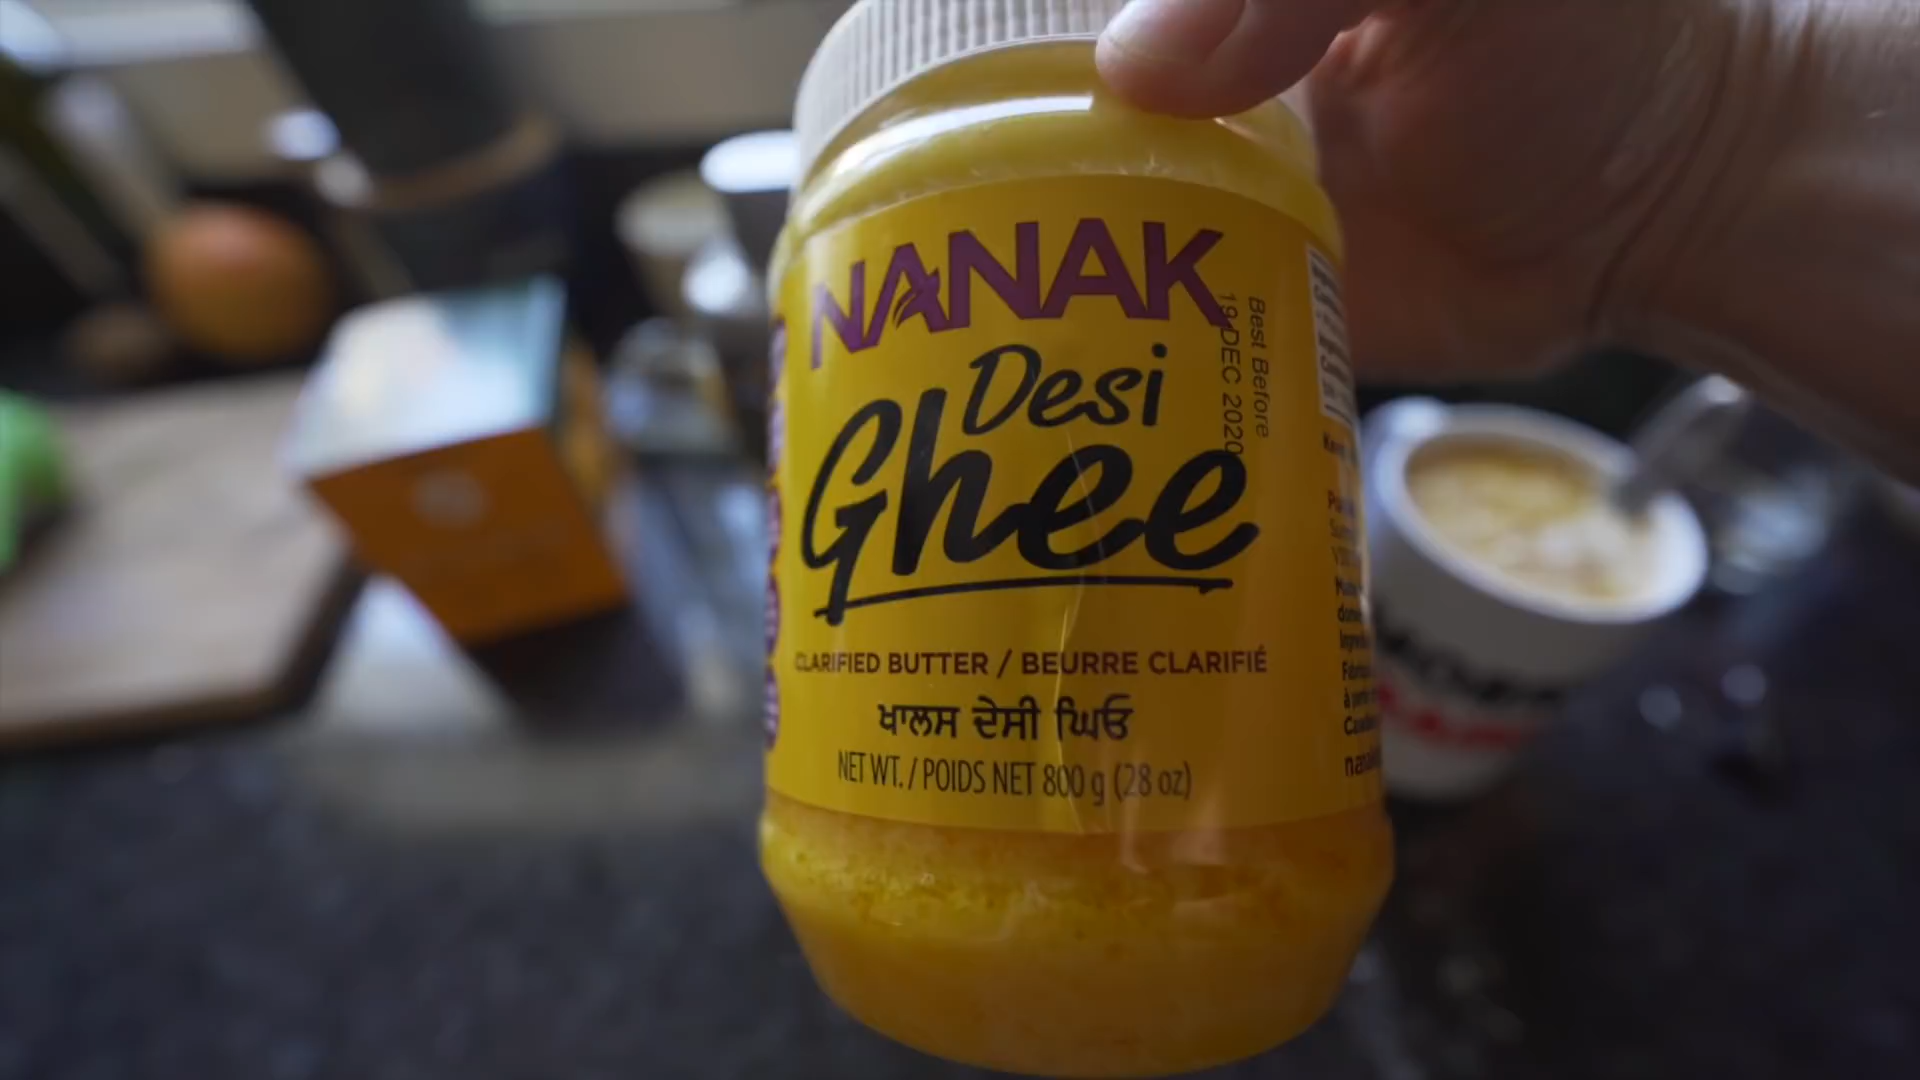 NANAK
Desi
Ghee
Best Before
19 DEC 2020
CLARIFIED BUTTER / BEURRE CLARIFIÉ
ਖਾਲਸ ਦੇਸੀ ਘਿਓ
NET WT. / POIDS NET 800 g (28 oz)